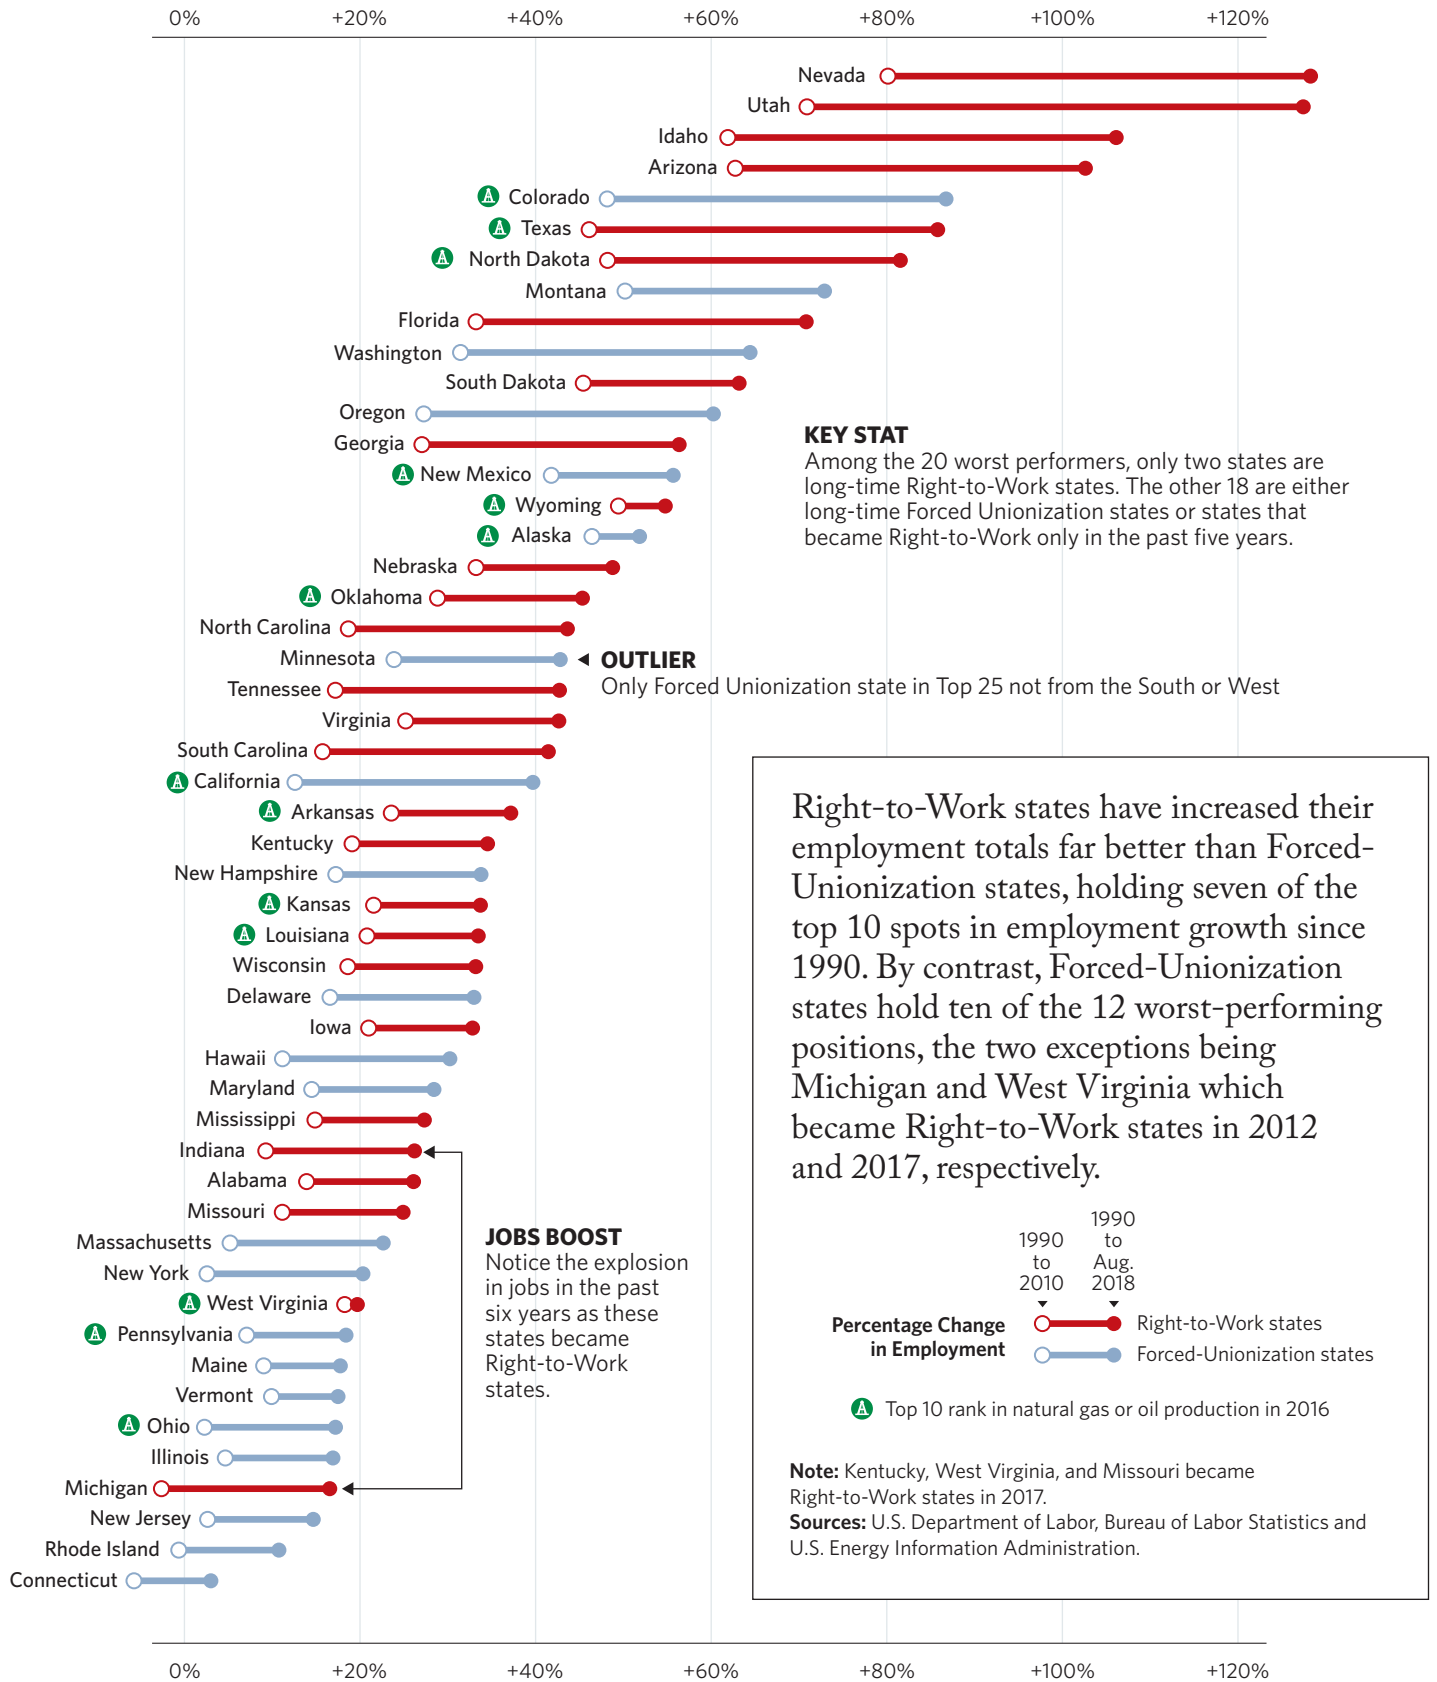 0% +20% +40% +60% +80% +100% +120%
Nevada
Utah
Idaho
Arizona
Colorado
Texas
North Dakota
Montana
Florida
Washington
South Dakota
Oregon
Georgia
New Mexico
Wyoming
Alaska
Nebraska
Oklahoma
North Carolina
Minnesota
Tennessee
Virginia
South Carolina
California
Arkansas
Kentucky
New Hampshire
Kansas
Louisiana
Wisconsin
Delaware
Iowa
Hawaii
Maryland
Mississippi
Indiana
Alabama
Missouri
Massachusetts
New York
West Virginia
Pennsylvania
Maine
Vermont
Ohio
Illinois
Michigan
New Jersey
Rhode Island
Connecticut
KEY STAT
Among the 20 worst performers, only two states are
long-time Right-to-Work states. The other 18 are either
long-time Forced Unionization states or states that
became Right-to-Work only in the past five years.
OUTLIER
Only Forced Unionization state in Top 25 not from the South or West
JOBS BOOST
Notice the explosion
in jobs in the past
six years as these
states became
Right-to-Work
states.
Right-to-Work states have increased their
employment totals far better than Forced-
Unionization states, holding seven of the
top 10 spots in employment growth since
1990. By contrast, Forced-Unionization
states hold ten of the 12 worst-performing
positions, the two exceptions being
Michigan and West Virginia which
became Right-to-Work states in 2012
and 2017, respectively.
1990
to
2010
1990
to
Aug.
2018
Percentage Change
in Employment
Right-to-Work states
Forced-Unionization states
Top 10 rank in natural gas or oil production in 2016
Note: Kentucky, West Virginia, and Missouri became
Right-to-Work states in 2017.
Sources: U.S. Department of Labor, Bureau of Labor Statistics and
U.S. Energy Information Administration.
0% +20% +40% +60% +80% +100% +120%